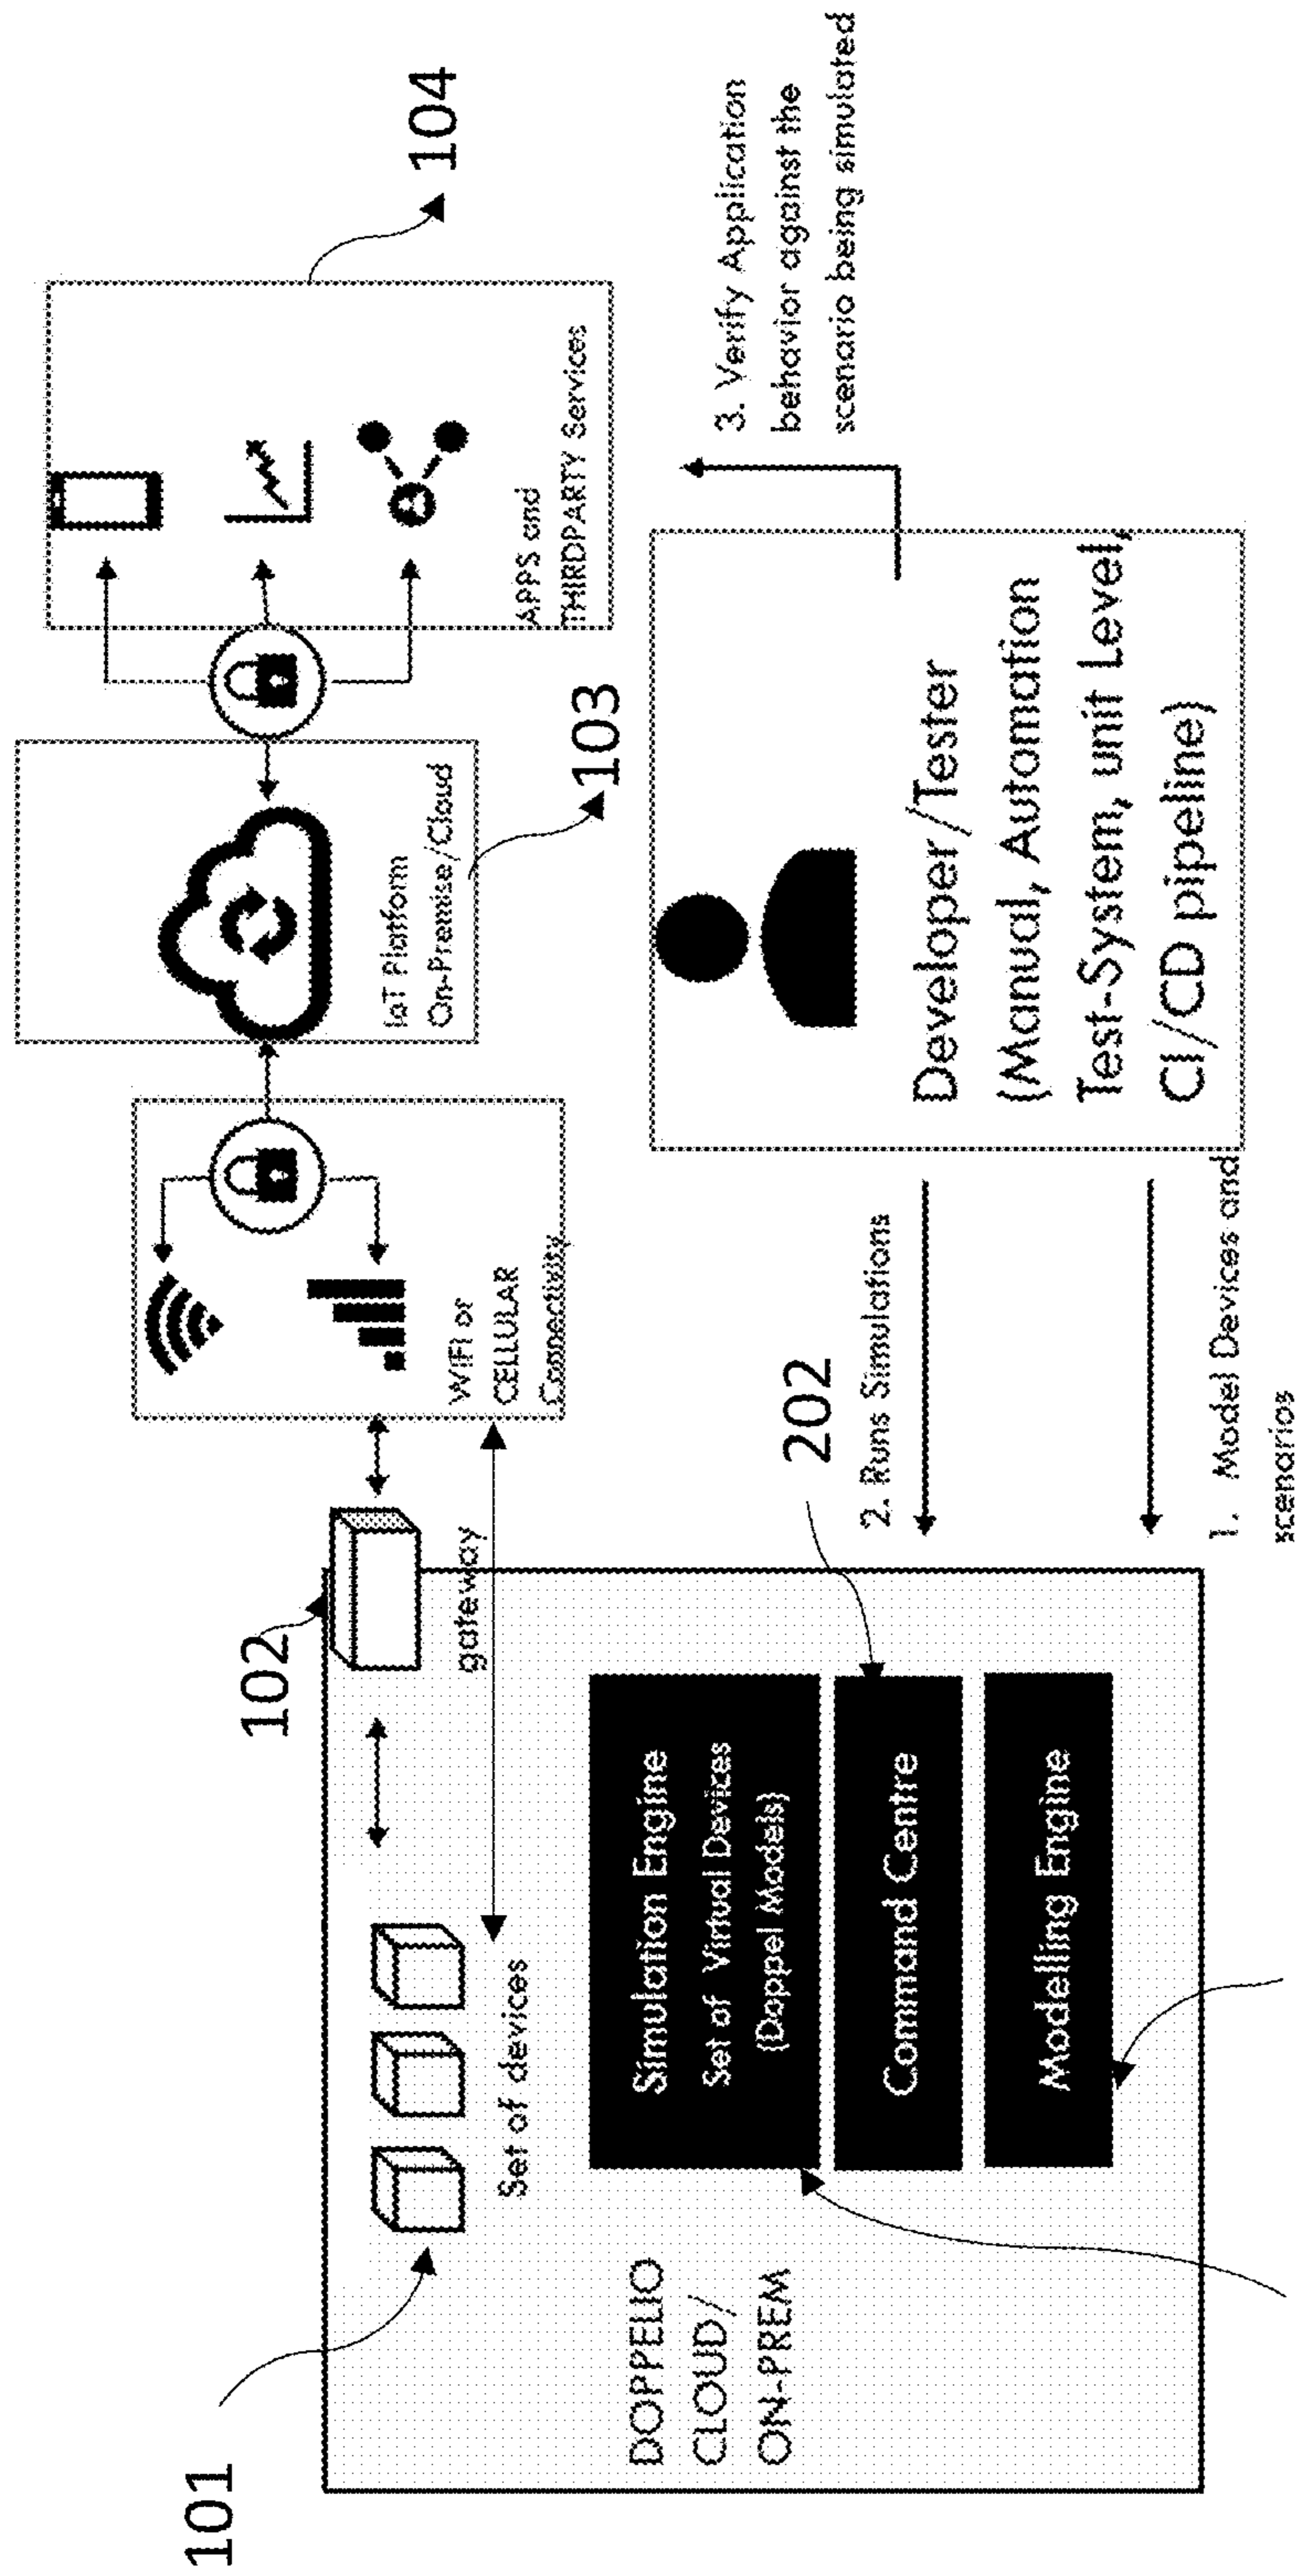 101
102
103
104
Set of devices
gateway
WiFi or
CELLULAR
Connectivity
IoT Platform
On-Premise/Cloud
APPS and
THIRDPARTY Services
DOPPELIO
CLOUD/
ON-PREM
Simulation Engine
Set of Virtual Devices
(Doppel Models)
Command Centre
Modelling Engine
202
2. Runs Simulations
1. Model Devices and
scenarios
Developer/Tester
(Manual, Automation
Test-System, unit Level,
CI/CD pipeline)
3. Verify Application
behavior against the
scenario being simulated